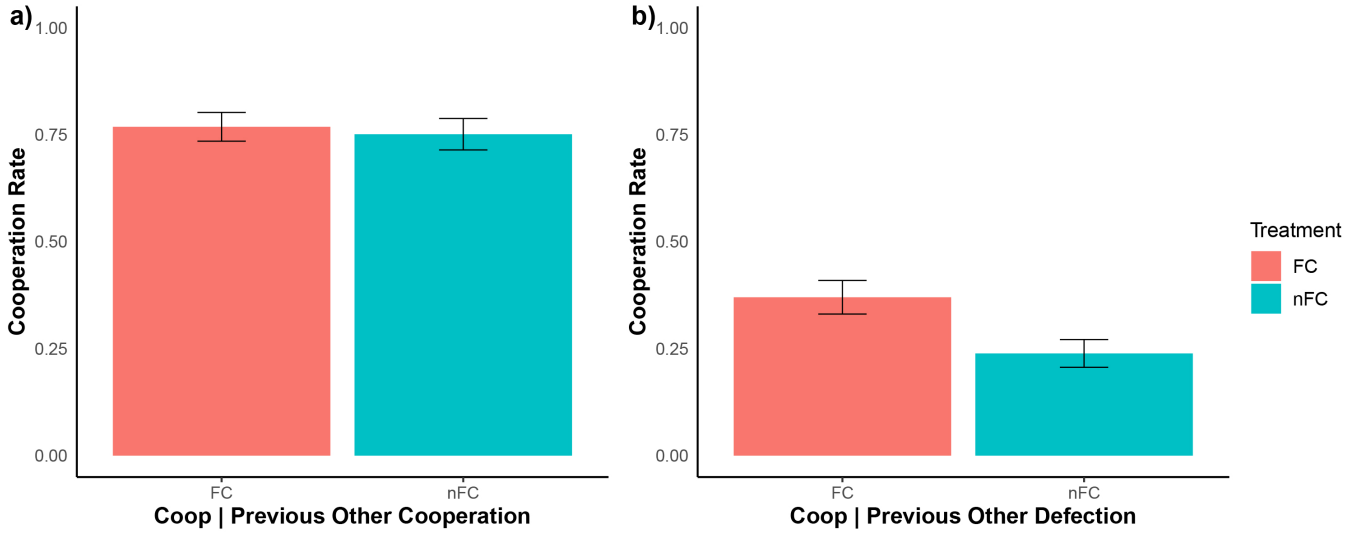 a)
1.00
0.75
0.50
0.25
0.00
Cooperation Rate
FC
nFC
Coop | Previous Other Cooperation
b)
1.00
0.75
0.50
0.25
0.00
Cooperation Rate
FC
nFC
Coop | Previous Other Defection
Treatment
FC
nFC